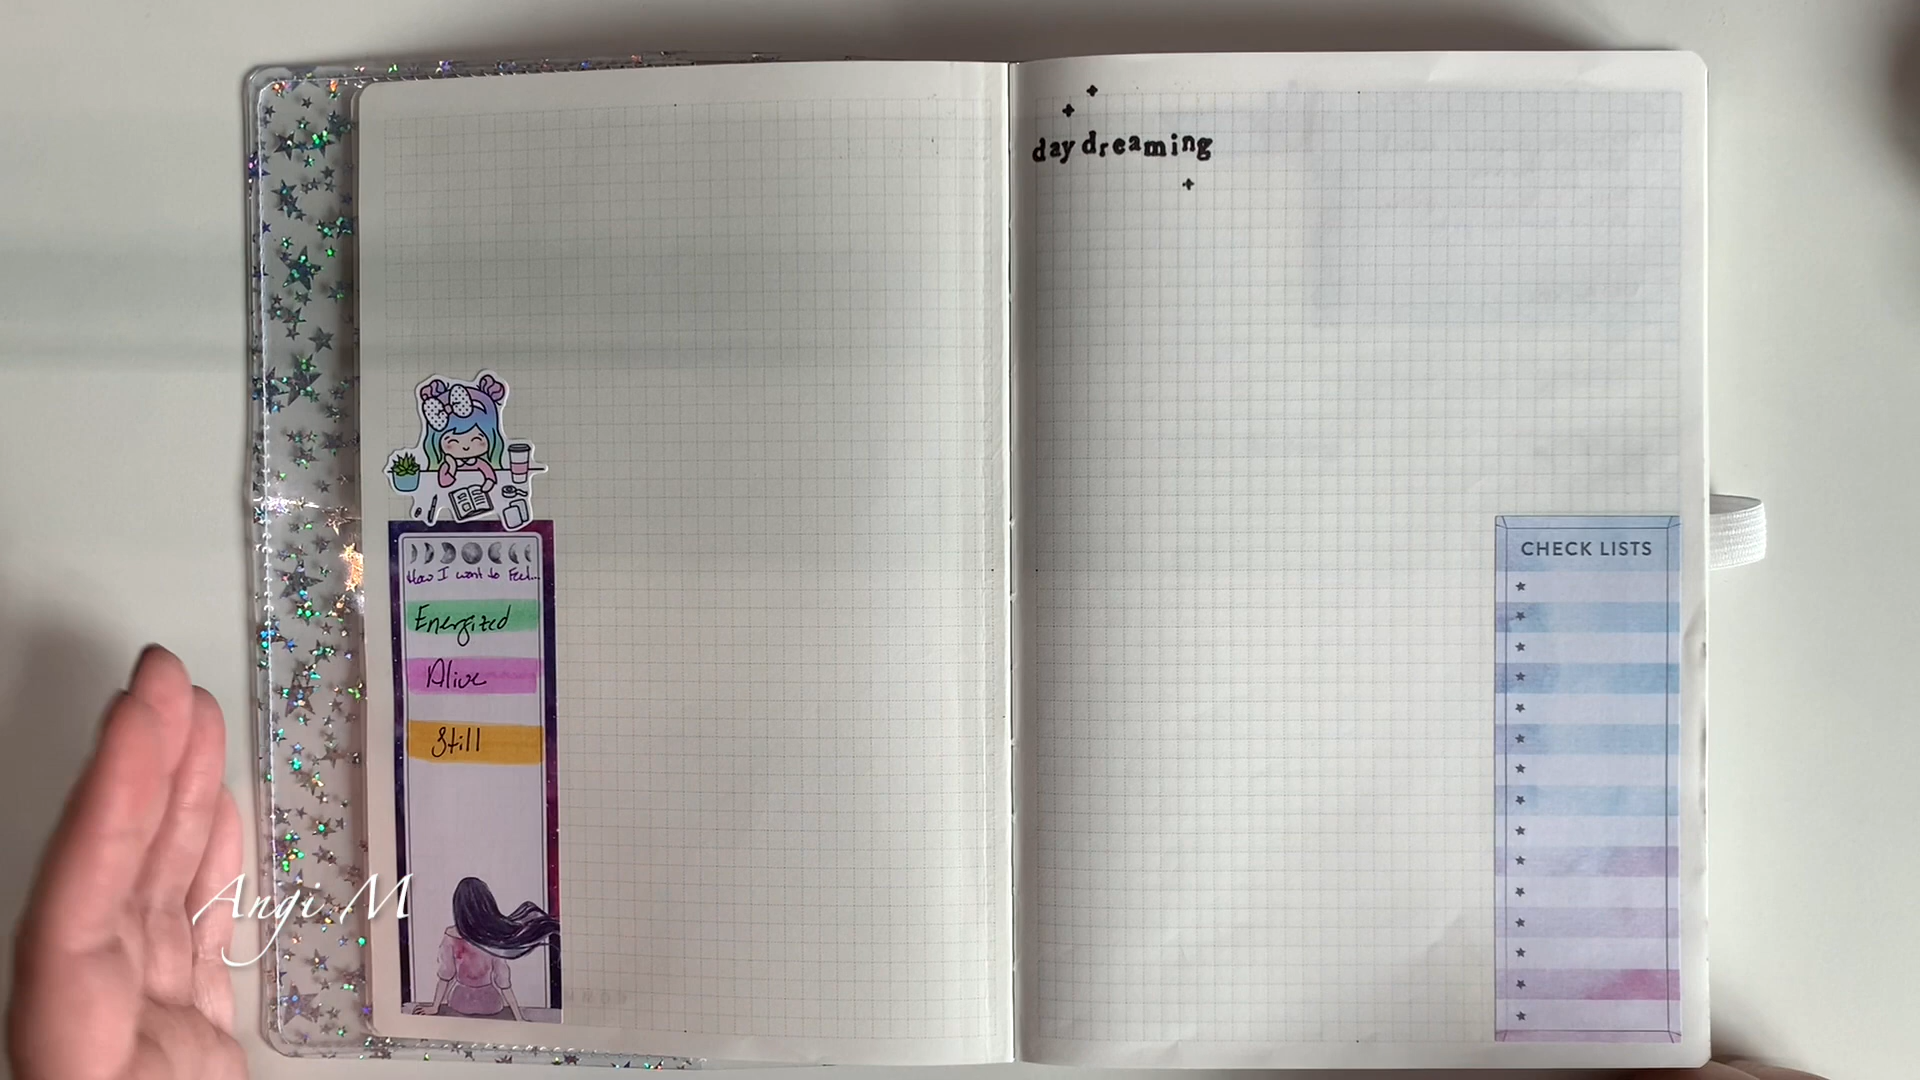 day dreaming
How I want to Feel...
Energized
Alive
Still
CHECK LISTS
Angi M